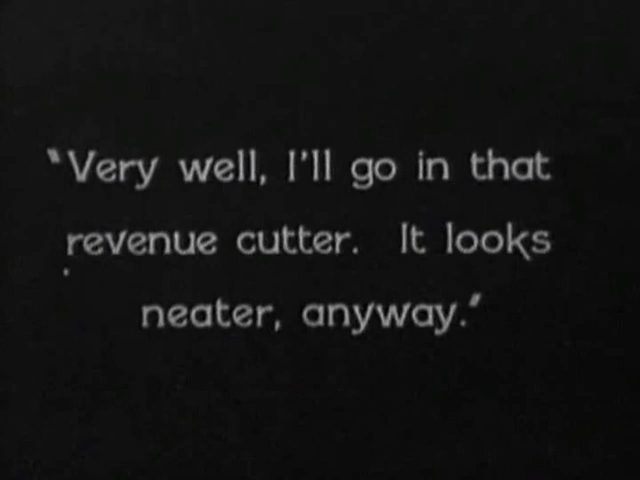 "Very well, I'll go in that
revenue cutter. It looks
neater, anyway."